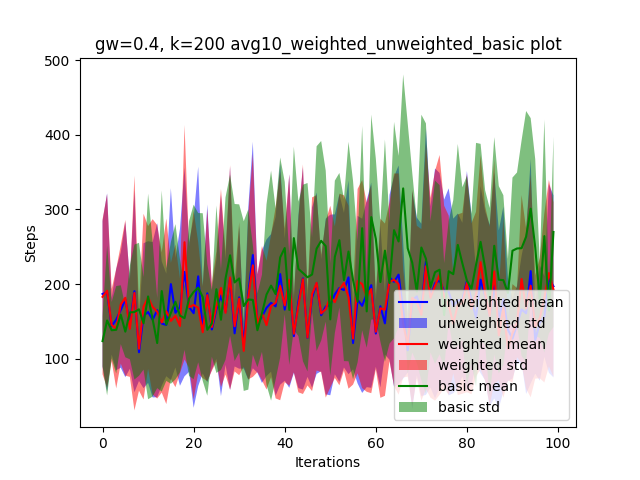 gw=0.4, k=200 avg10_weighted_unweighted_basic plot
500
400
300
200
100
Steps
0
20
40
60
80
100
Iterations
unweighted mean
unweighted std
weighted mean
weighted std
basic mean
basic std